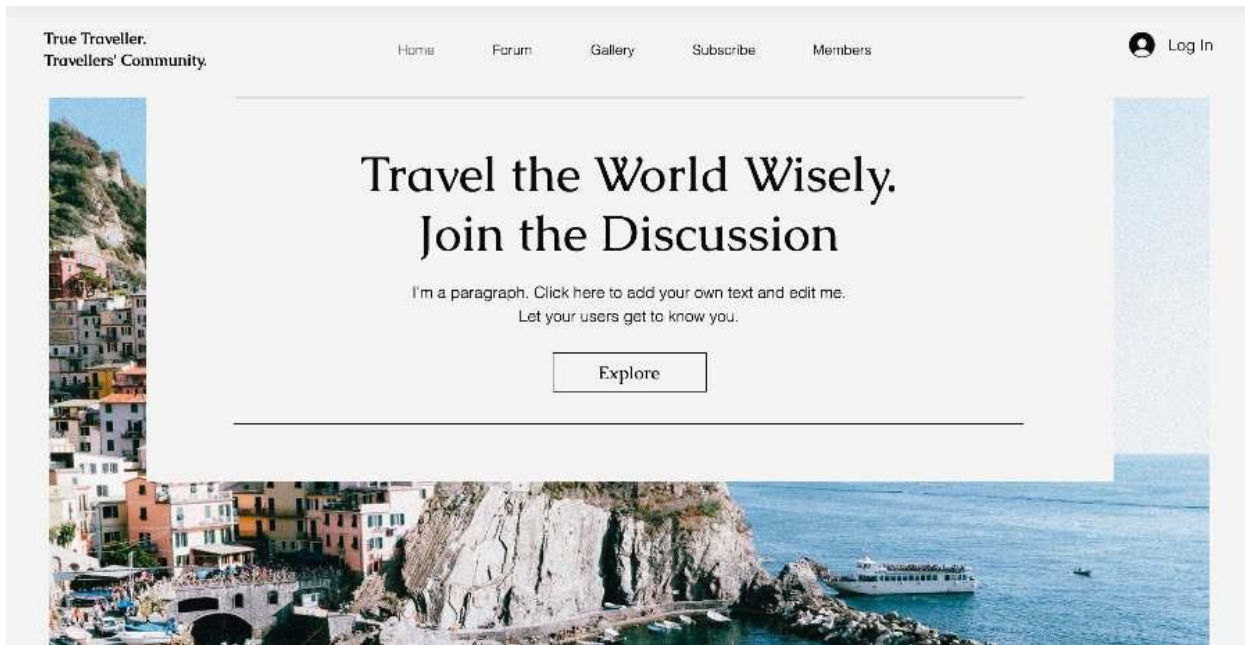 True Traveller.
Travellers' Community.
Home
Forum
Gallery
Subscribe
Members
Log In
Travel the World Wisely.
Join the Discussion
I'm a paragraph. Click here to add your own text and edit me.
Let your users get to know you.
Explore